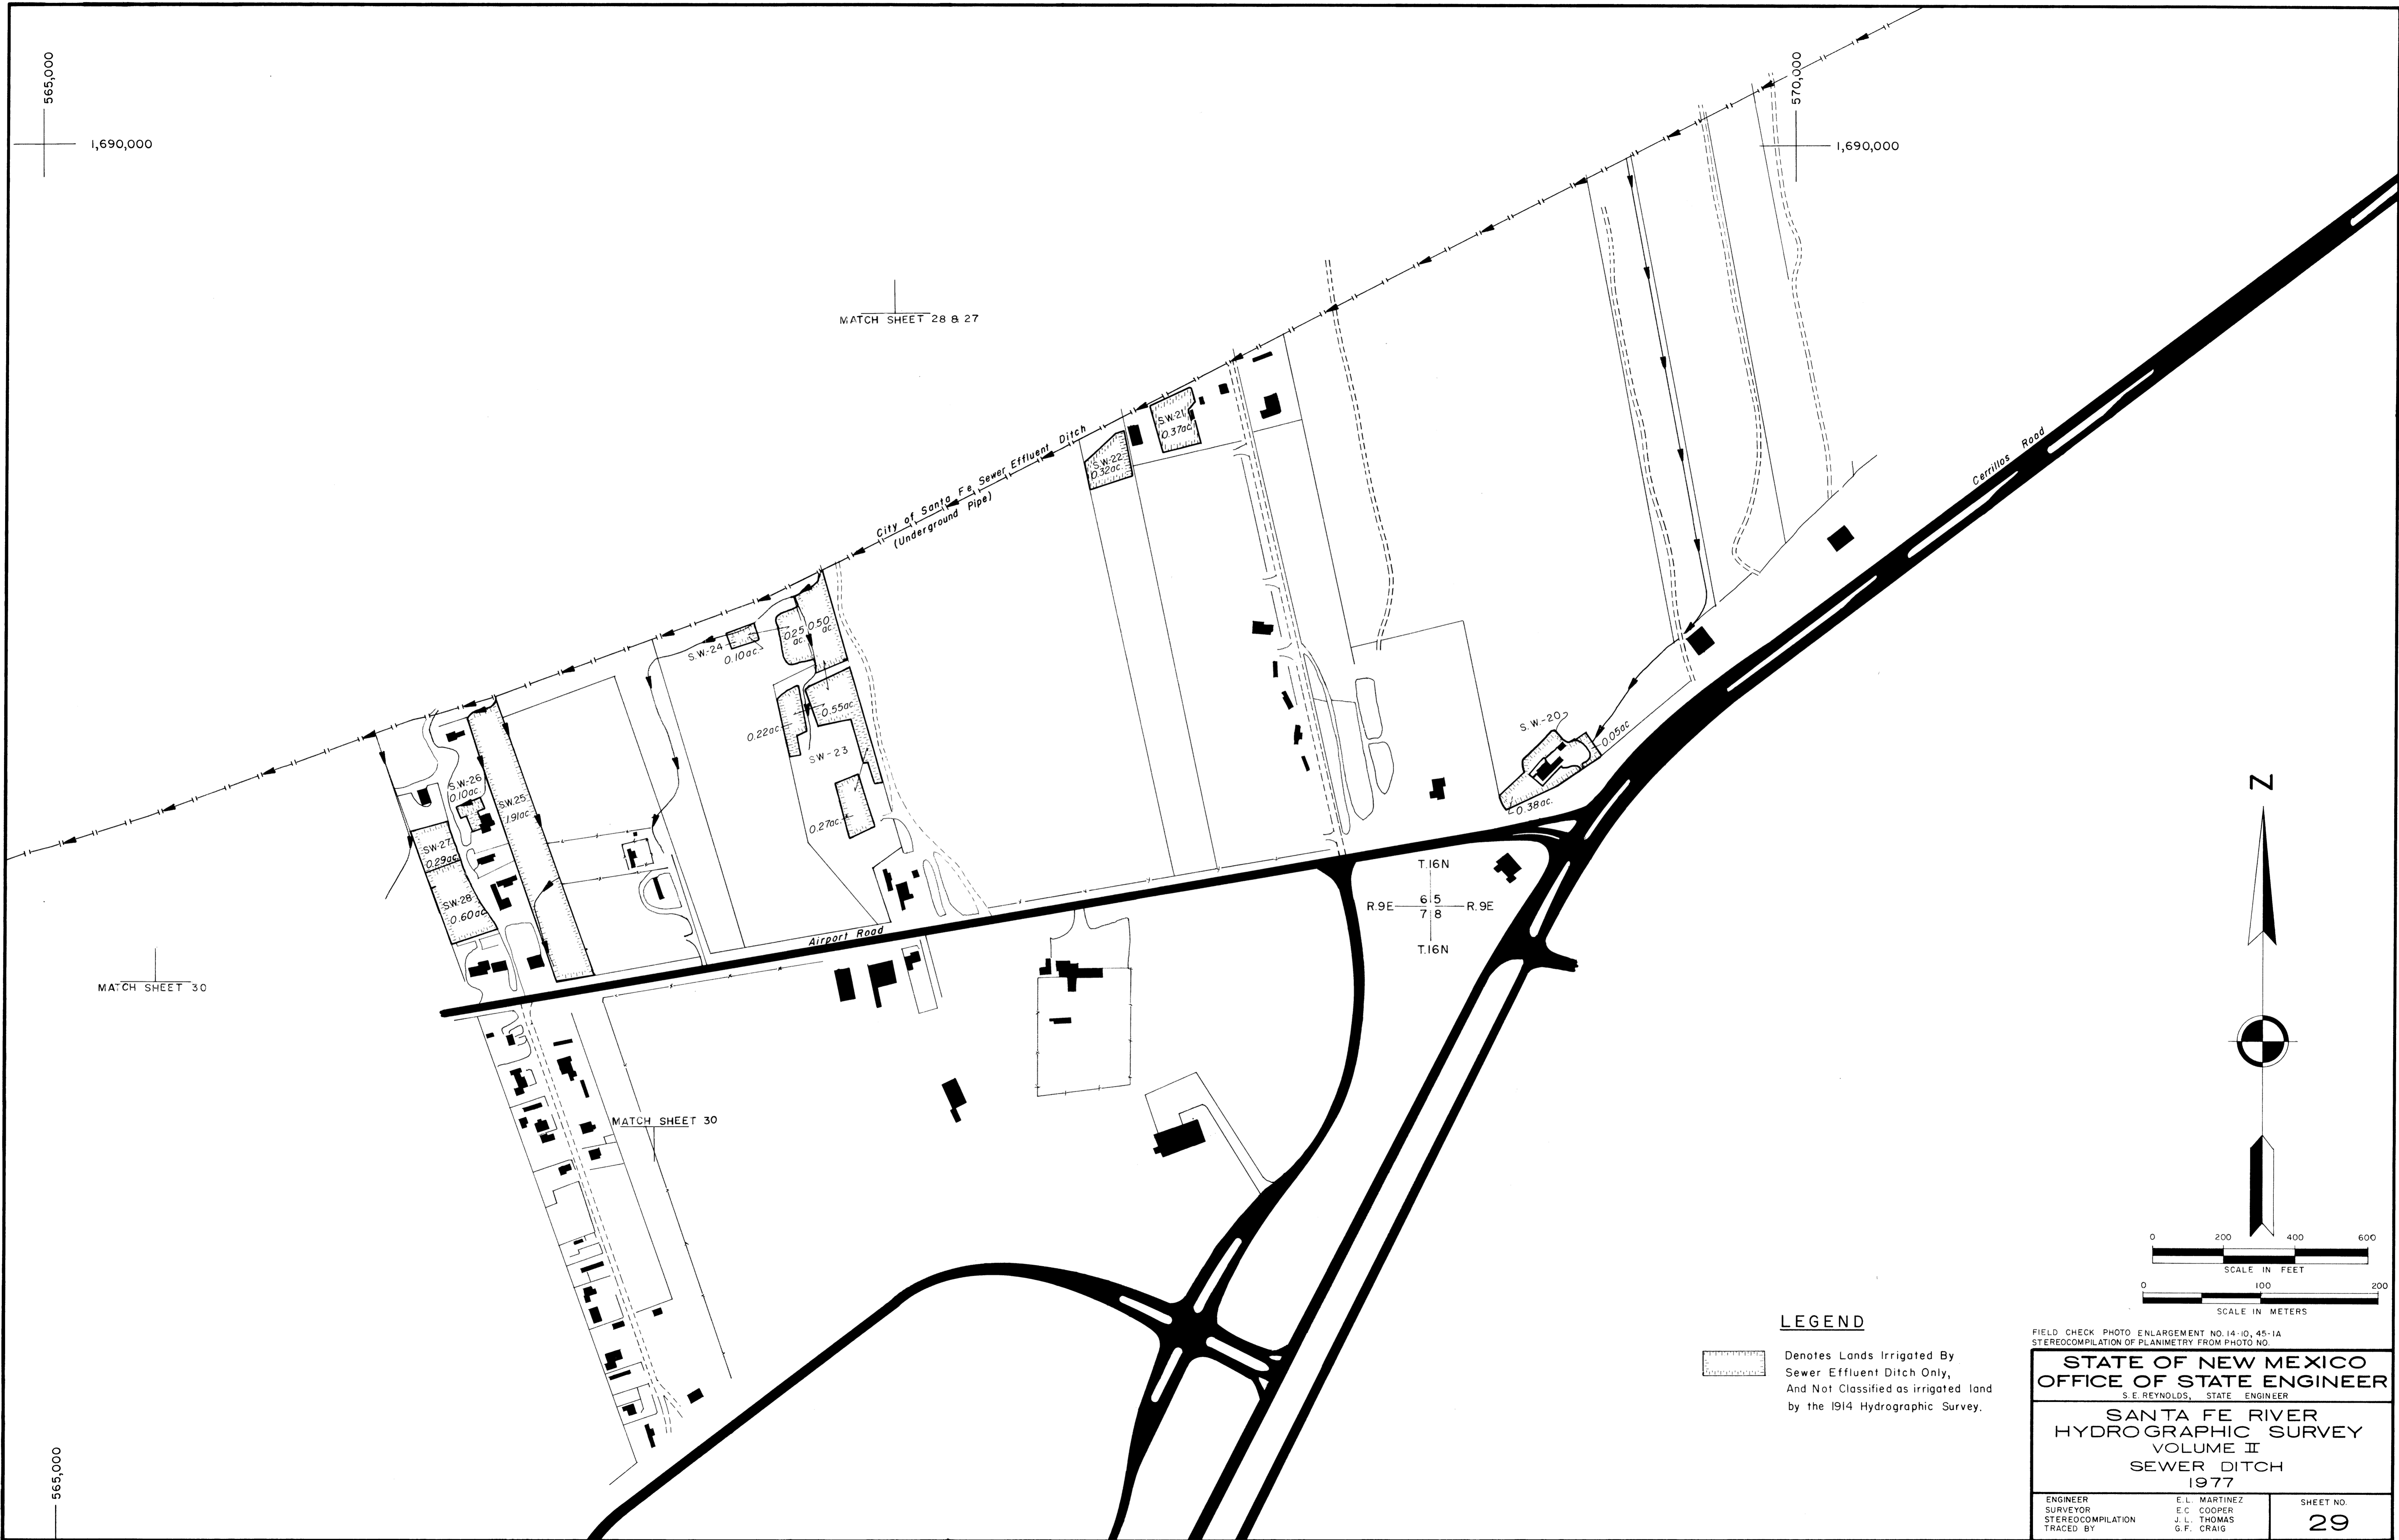 565,000
1,690,000
570,000
1,690,000
MATCH SHEET 28 & 27
City of Santa Fe Sewer Effluent Ditch
(Underground Pipe)
S.W.-21
0.37ac.
S.W.-22
0.32ac.
Cerrillos Road
0.25 ac.
0.50 ac.
S.W.-24
0.10ac.
0.55ac.
0.22ac.
SW-23
0.27ac.
S.W.-20
0.05ac.
0.38ac.
S.W.-26
0.10ac.
S.W.25
1.91ac.
SW-27
0.29ac.
SW-28
0.60ac.
Airport Road
T.16N
R.9E 6 5 R.9E
7 8
T.16N
MATCH SHEET 30
MATCH SHEET 30
565,000
N
0 200 400 600
SCALE IN FEET
0 100 200
SCALE IN METERS
LEGEND
Denotes Lands Irrigated By
Sewer Effluent Ditch Only,
And Not Classified as irrigated land
by the 1914 Hydrographic Survey.
FIELD CHECK PHOTO ENLARGEMENT NO. 14-10, 45-1A
STEREOCOMPILATION OF PLANIMETRY FROM PHOTO NO.
STATE OF NEW MEXICO
OFFICE OF STATE ENGINEER
S. E. REYNOLDS, STATE ENGINEER
SANTA FE RIVER
HYDROGRAPHIC SURVEY
VOLUME II
SEWER DITCH
1977
ENGINEER E.L. MARTINEZ
SURVEYOR E.C. COOPER
STEREOCOMPILATION J.L. THOMAS
TRACED BY G.F. CRAIG
SHEET NO.
29